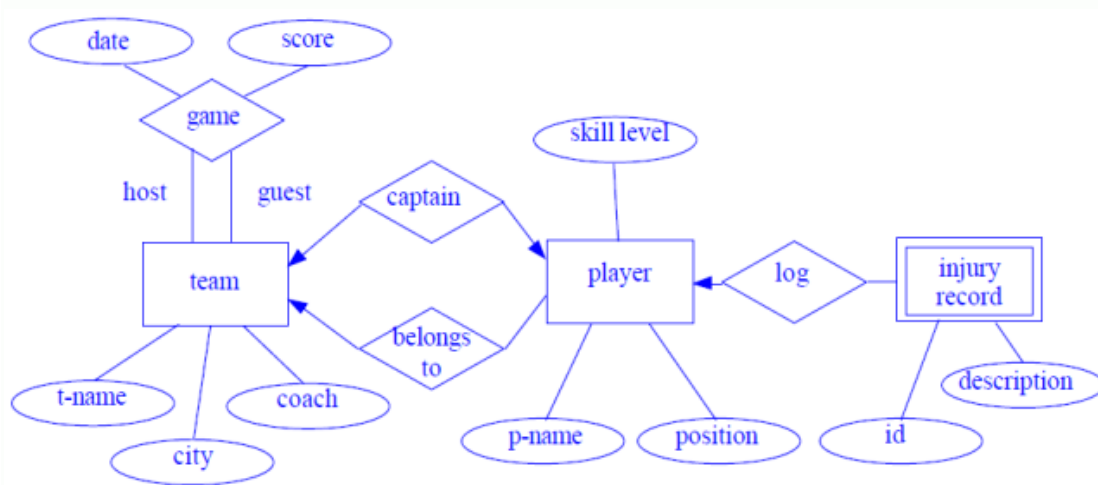 date
score
game
host
guest
skill level
captain
team
player
log
injury
record
belongs
to
t-name
coach
city
p-name
position
id
description